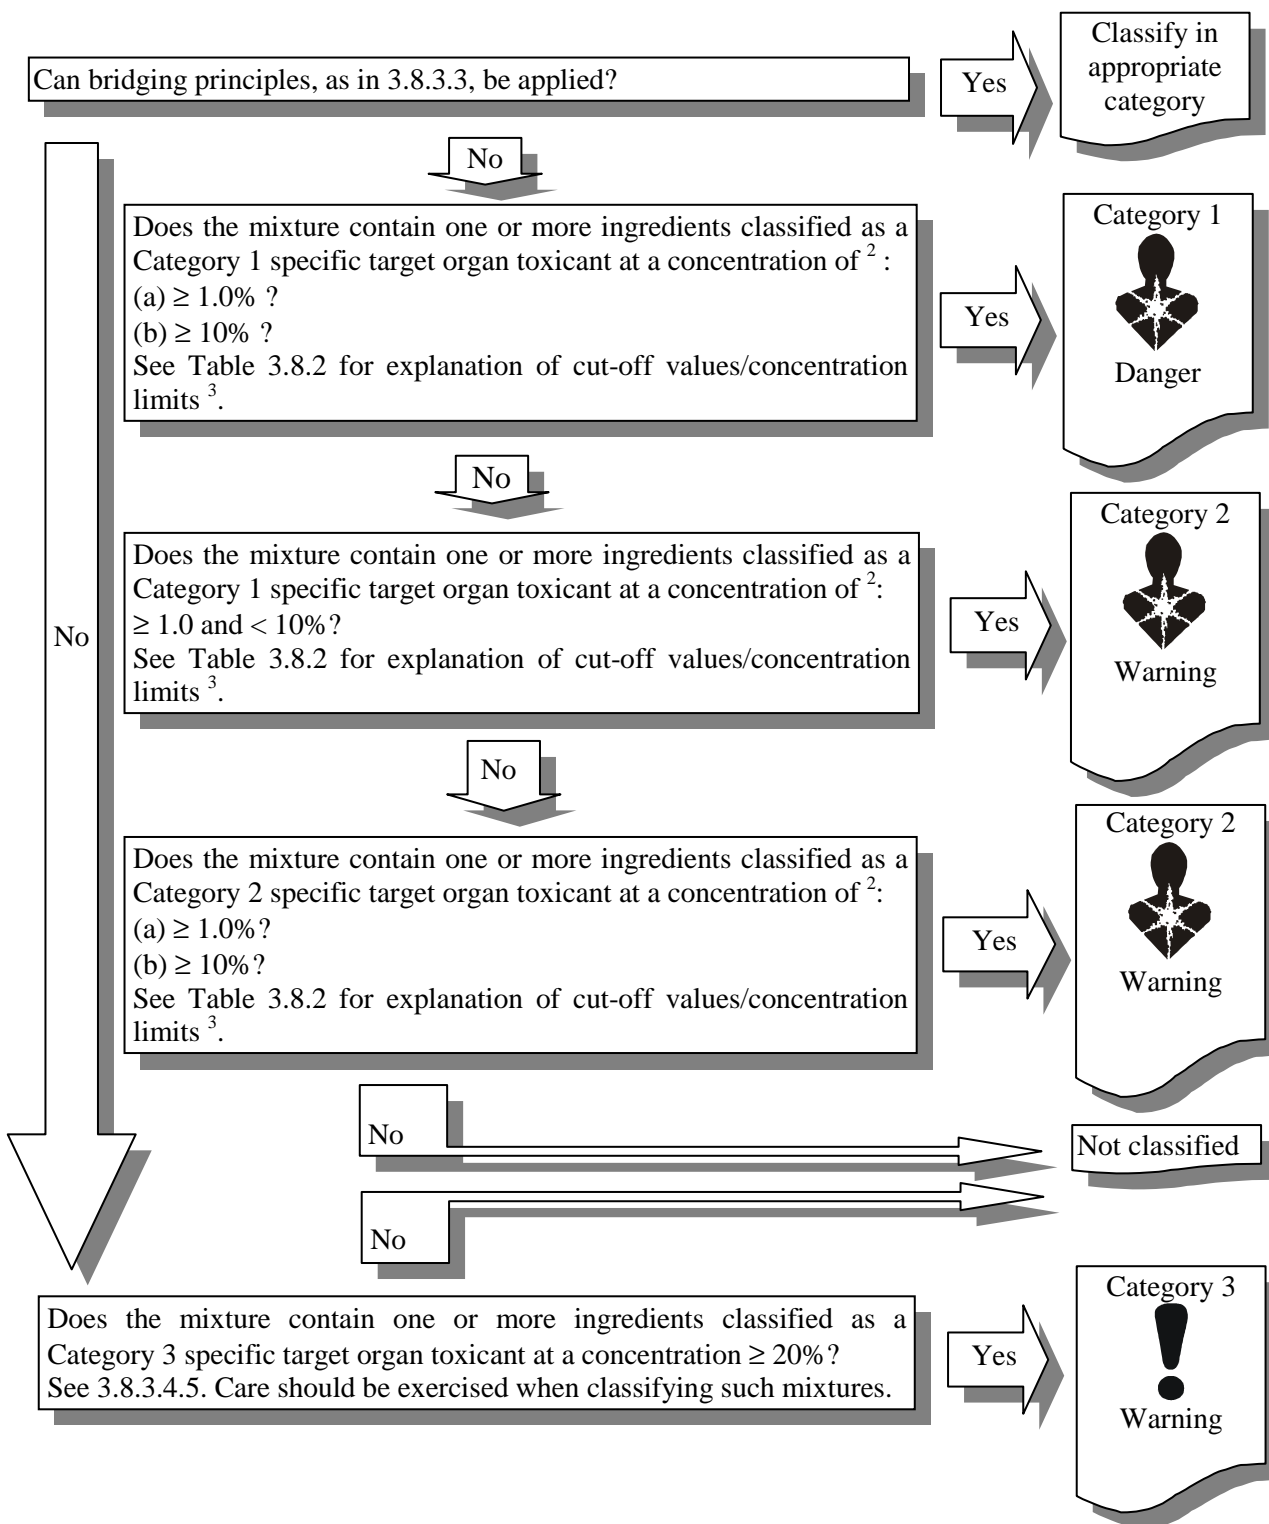 Can bridging principles, as in 3.8.3.3, be applied?
Yes
Classify in
appropriate
category
No
No
Does the mixture contain one or more ingredients classified as a
Category 1 specific target organ toxicant at a concentration of ² :
(a) ≥ 1.0% ?
(b) ≥ 10% ?
See Table 3.8.2 for explanation of cut-off values/concentration
limits ³.
Yes
Category 1
Danger
No
Does the mixture contain one or more ingredients classified as a
Category 1 specific target organ toxicant at a concentration of ²:
≥ 1.0 and < 10%?
See Table 3.8.2 for explanation of cut-off values/concentration
limits ³.
Yes
Category 2
Warning
No
Does the mixture contain one or more ingredients classified as a
Category 2 specific target organ toxicant at a concentration of ²:
(a) ≥ 1.0%?
(b) ≥ 10%?
See Table 3.8.2 for explanation of cut-off values/concentration
limits ³.
Yes
Category 2
Warning
No
Not classified
No
Does the mixture contain one or more ingredients classified as a
Category 3 specific target organ toxicant at a concentration ≥ 20%?
See 3.8.3.4.5. Care should be exercised when classifying such mixtures.
Yes
Category 3
Warning